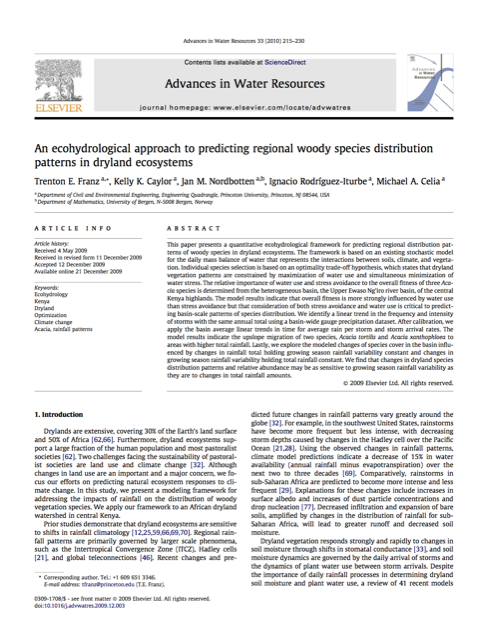 Advances in Water Resources 33 (2010) 215–230
Contents lists available at ScienceDirect
Advances in Water Resources
journal homepage: www.elsevier.com/locate/advwatres
ELSEVIER
Advances in
Water Resources
An ecohydrological approach to predicting regional woody species distribution
patterns in dryland ecosystems
Trenton E. Franz a,*, Kelly K. Caylor a, Jan M. Nordbotten a,b, Ignacio Rodríguez-Iturbe a, Michael A. Celia a
a Department of Civil and Environmental Engineering, Engineering Quadrangle, Princeton University, Princeton, NJ 08544, USA
b Department of Mathematics, University of Bergen, N-5008 Bergen, Norway
ARTICLE INFO
Article history:
Received 4 May 2009
Received in revised form 11 December 2009
Accepted 12 December 2009
Available online 21 December 2009
Keywords:
Ecohydrology
Kenya
Dryland
Optimization
Climate change
Acacia, rainfall patterns
ABSTRACT
This paper presents a quantitative ecohydrological framework for predicting regional distribution pat-
terns of woody species in dryland ecosystems. The framework is based on an existing stochastic model
for the daily mass balance of water that represents the interactions between soils, climate, and vegeta-
tion. Individual species selection is based on an optimality trade-off hypothesis, which states that dryland
vegetation patterns are constrained by maximization of water use and simultaneous minimization of
water stress. The relative importance of water use and stress avoidance to the overall fitness of three Aca-
cia species is determined from the heterogeneous basin, the Upper Ewaso Ng'iro river basin, of the central
Kenya highlands. The model results indicate that overall fitness is more strongly influenced by water use
than stress avoidance but that consideration of both stress avoidance and water use is critical to predict-
ing basin-scale patterns of species distribution. We identify a linear trend in the frequency and intensity
of storms with the same annual total using a basin-wide gauge precipitation dataset. After calibration, we
apply the basin average linear trends in time for average rain per storm and storm arrival rates. The
model results indicate the upslope migration of two species, Acacia tortilis and Acacia xanthophloea to
areas with higher total rainfall. Lastly, we explore the modeled changes of species cover in the basin influ-
enced by changes in rainfall total holding growing season rainfall variability constant and changes in
growing season rainfall variability holding total rainfall constant. We find that changes in dryland species
distribution patterns and relative abundance may be as sensitive to growing season rainfall variability as
they are to changes in total rainfall amounts.
© 2009 Elsevier Ltd. All rights reserved.
1. Introduction
Drylands are extensive, covering 30% of the Earth's land surface
and 50% of Africa [62,66]. Furthermore, dryland ecosystems sup-
port a large fraction of the human population and most pastoralist
societies [62]. Two challenges facing the sustainability of pastoral-
ist societies are land use and climate change [32]. Although
changes in land use are an important and a major concern, we fo-
cus our efforts on predicting natural ecosystem responses to cli-
mate change. In this study, we present a modeling framework for
addressing the impacts of rainfall on the distribution of woody
vegetation species. We apply our framework to an African dryland
watershed in central Kenya.
Prior studies demonstrate that dryland ecosystems are sensitive
to shifts in rainfall climatology [12,25,59,66,69,70]. Regional rain-
fall patterns are primarily governed by larger scale phenomena,
such as the Intertropical Convergence Zone (ITCZ), Hadley cells
[21], and global teleconnections [46]. Recent changes and pre-
dicted future changes in rainfall patterns vary greatly around the
globe [32]. For example, in the southwest United States, rainstorms
have become more frequent but less intense, with decreasing
storm depths caused by changes in the Hadley cell over the Pacific
Ocean [21,28]. Using the observed changes in rainfall patterns,
climate model predictions indicate a decrease of 15% in water
availability (annual rainfall minus evapotranspiration) over the
next two to three decades [69]. Comparatively, rainstorms in
sub-Saharan Africa are predicted to become more intense and less
frequent [29]. Explanations for these changes include increases in
surface albedo and increases of dust particle concentrations and
drop nucleation [77]. Decreased infiltration and expansion of bare
soils, amplified by changes in the distribution of rainfall for sub-
Saharan Africa, will lead to greater runoff and decreased soil
moisture.
Dryland vegetation responds strongly and rapidly to changes in
soil moisture through shifts in stomatal conductance [33], and soil
moisture dynamics are governed by the daily arrival of storms and
the dynamics of plant water use between storm arrivals. Despite
the importance of daily rainfall processes in determining dryland
soil moisture and plant water use, a review of 41 recent models
* Corresponding author. Tel.: +1 609 651 3346.
E-mail address: tfranz@princeton.edu (T.E. Franz).
0309-1708/$ - see front matter © 2009 Elsevier Ltd. All rights reserved.
doi:10.1016/j.advwatres.2009.12.003